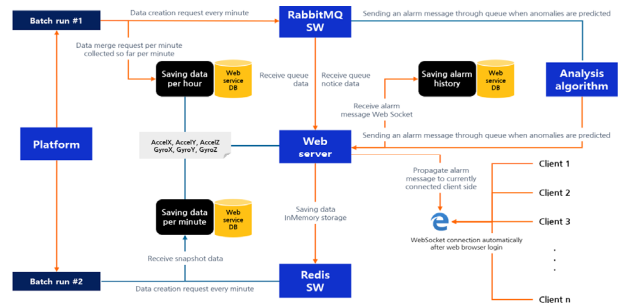 Batch run #1
Data creation request every minute
RabbitMQ
SW
Sending an alarm message through queue when anomalies are predicted
Data merge request per minute
collected so far per minute
Saving data
per hour
Web
service
DB
Receive queue
data
Receive queue
notice data
Saving alarm
history
Web
service
DB
Analysis
algorithm
Receive alarm
message Web Socket
Platform
AccelX, AccelY, AccelZ
GyroX, GyroY, GyroZ
Web
server
Sending an alarm message through queue when anomalies are predicted
Propagate alarm
message to currently
connected client side
Client 1
Client 2
Client 3
.
.
.
Client n
WebSocket connection automatically
after web browser login
Saving data
per minute
Web
service
DB
Saving data
inMemory storage
Receive snapshot data
Batch run #2
Data creation request every minute
Redis
SW